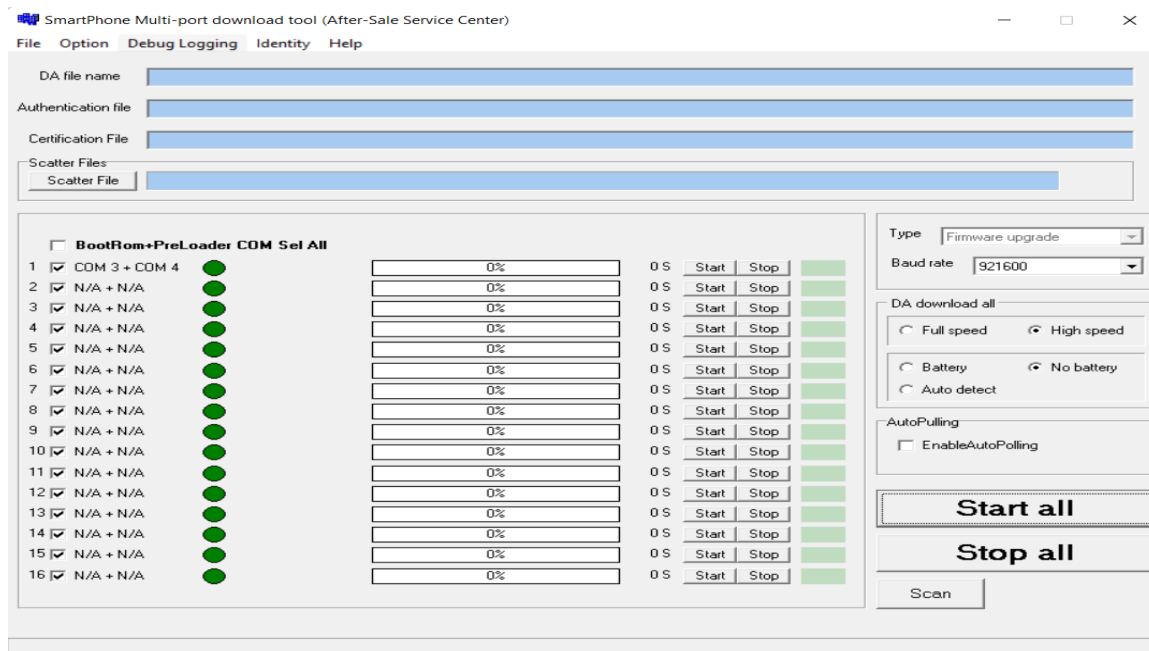 SmartPhone Multi-port download tool (After-Sale Service Center)
File Option Debug Logging Identity Help
DA file name
Authentication file
Certification File
Scatter Files
Scatter File
BootRom+PreLoader COM Sel All
1 COM 3 + COM 4 0% 0 S Start Stop
2 N/A + N/A 0% 0 S Start Stop
3 N/A + N/A 0% 0 S Start Stop
4 N/A + N/A 0% 0 S Start Stop
5 N/A + N/A 0% 0 S Start Stop
6 N/A + N/A 0% 0 S Start Stop
7 N/A + N/A 0% 0 S Start Stop
8 N/A + N/A 0% 0 S Start Stop
9 N/A + N/A 0% 0 S Start Stop
10 N/A + N/A 0% 0 S Start Stop
11 N/A + N/A 0% 0 S Start Stop
12 N/A + N/A 0% 0 S Start Stop
13 N/A + N/A 0% 0 S Start Stop
14 N/A + N/A 0% 0 S Start Stop
15 N/A + N/A 0% 0 S Start Stop
16 N/A + N/A 0% 0 S Start Stop
Type Firmware upgrade
Baud rate 921600
DA download all
Full speed High speed
Battery No battery
Auto detect
AutoPulling
EnableAutoPolling
Start all
Stop all
Scan